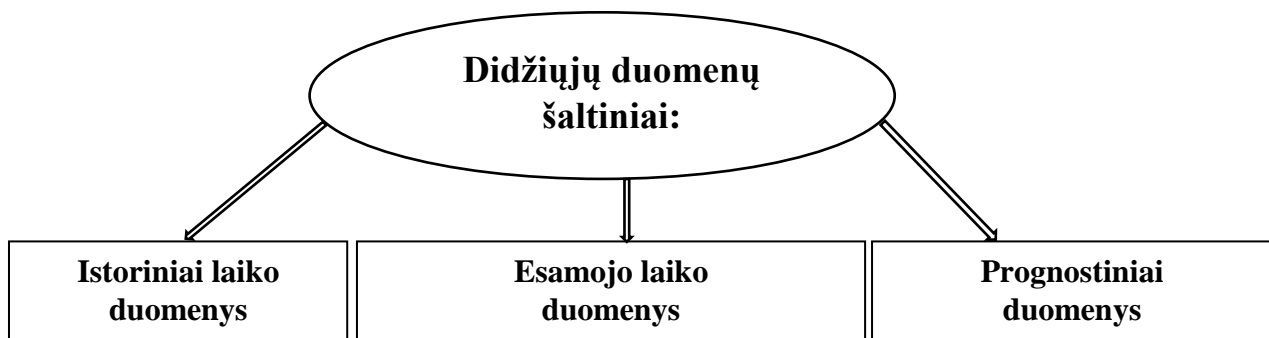 Didžiųjų duomenų
šaltiniai:
Istoriniai laiko
duomenys
Esamojo laiko
duomenys
Prognostiniai
duomenys